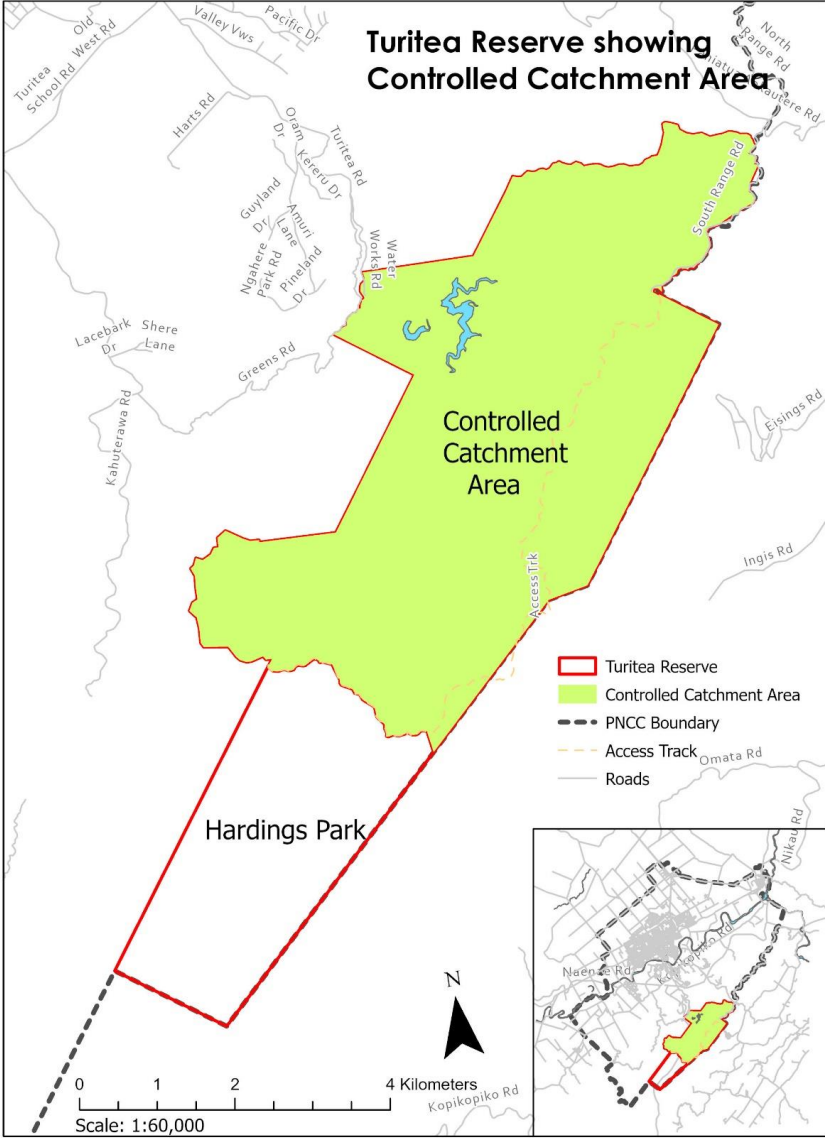 Turitea Reserve showing
Controlled Catchment Area
Old
West Rd
Turitea
School Rd
Valley Vws
Pacific Dr
North
Range Rd
Harts Rd
Oram
Dr
Kereru Dr
Turitea Rd
South Range Rd
Guyland
Dr
Amuri
Lane
Ngahere
Park Rd
Pineland
Dr
Water
Works Rd
Lacebark
Dr
Shere
Lane
Greens Rd
Kahuterawa Rd
Controlled
Catchment
Area
Eisings Rd
Ingis Rd
Access Trk
Turitea Reserve
Controlled Catchment Area
PNCC Boundary
Access Track
Roads
Omata Rd
Nikau Rd
Hardings Park
Naenae Rd
Kopikopiko Rd
N
0 1 2 4 Kilometers
Scale: 1:60,000
Kopikopiko Rd